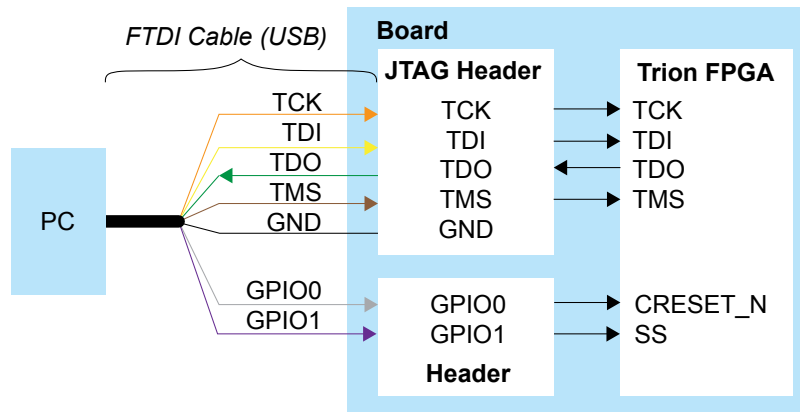 FTDI Cable (USB)
Board
JTAG Header
Trion FPGA
PC
TCK
TDI
TDO
TMS
GND
TCK
TDI
TDO
TMS
GND
TCK
TDI
TDO
TMS
GPIO0
GPIO1
GPIO0
GPIO1
Header
CRESET_N
SS